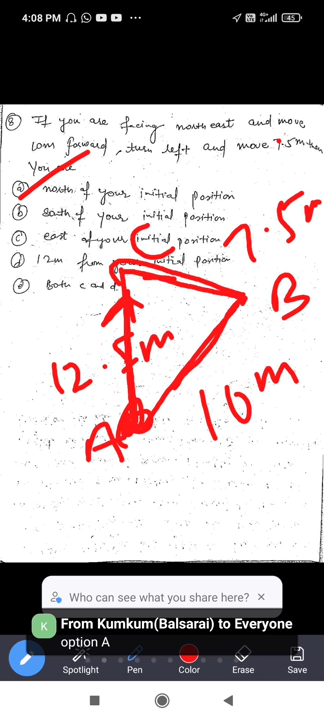 4:08 PM
45
⑧ If you are facing north east and move
10m forward, turn left and move 7.5m then
You are
ⓐ north of your initial position
ⓑ south of your initial position
ⓒ east of your initial position
ⓓ 12m from your initial position
ⓔ Both c and d
C
7.5m
B
12.5m
10m
A
Who can see what you share here? ×
K
From Kumkum(Balsarai) to Everyone
option A
Spotlight Pen Color Erase Save